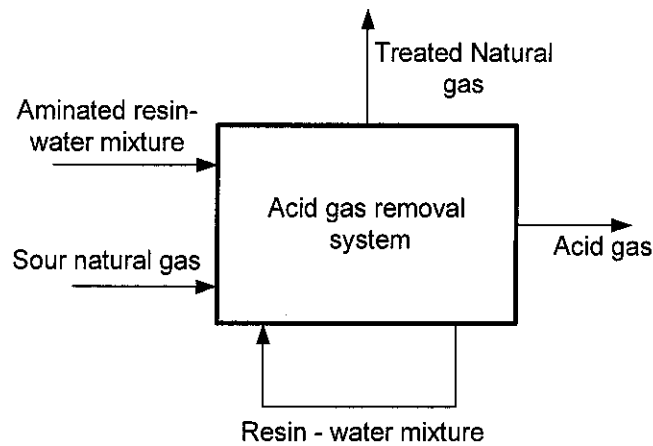 Treated Natural
gas
Aminated resin-
water mixture
Acid gas removal
system
Sour natural gas
Acid gas
Resin - water mixture